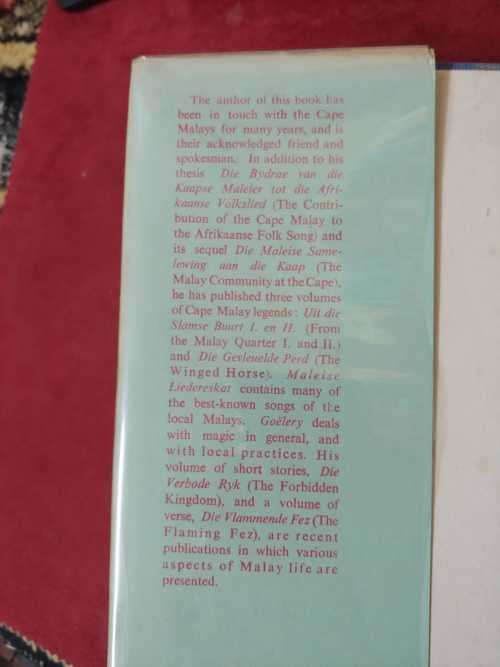 The author of this book has
been in touch with the Cape
Malays for many years, and is
their acknowledged friend and
spokesman. In addition to his
thesis Die Bydrae van die
Kaapse Maleier tot die Afri-
kaanse Volkslied (The Contri-
bution of the Cape Malay to
the Afrikaanse Folk Song) and
its sequel Die Maleise Same-
lewing aan die Kaap (The
Malay Community at the Cape),
he has published three volumes
of Cape Malay legends: Uit die
Slamse Buurt I. en II. (From
the Malay Quarter I. and II.)
and Die Gevleuelde Perd (The
Winged Horse). Maleise
Liedereskat contains many of
the best-known songs of the
local Malays. Goëlery deals
with magic in general, and
with local practices. His
volume of short stories, Die
Verbode Ryk (The Forbidden
Kingdom), and a volume of
verse, Die Vlammende Fez (The
Flaming Fez), are recent
publications in which various
aspects of Malay life are
presented.